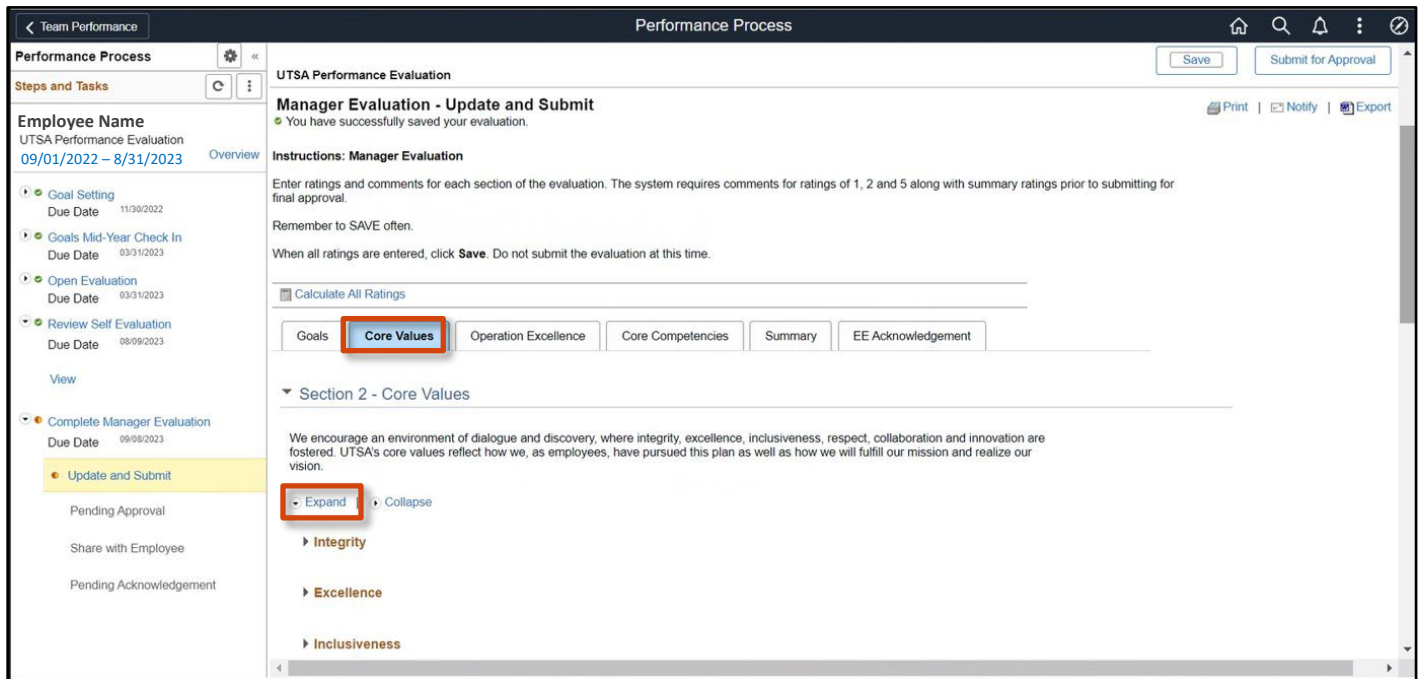 Team Performance
Performance Process
Performance Process
«
Steps and Tasks
Employee Name
UTSA Performance Evaluation
09/01/2022 – 8/31/2023
Overview
Goal Setting
Due Date 11/30/2022
Goals Mid-Year Check In
Due Date 03/31/2023
Open Evaluation
Due Date 03/31/2023
Review Self Evaluation
Due Date 08/09/2023
View
Complete Manager Evaluation
Due Date 09/08/2023
Update and Submit
Pending Approval
Share with Employee
Pending Acknowledgement
Save
Submit for Approval
UTSA Performance Evaluation
Manager Evaluation - Update and Submit
Print | Notify | Export
You have successfully saved your evaluation.
Instructions: Manager Evaluation
Enter ratings and comments for each section of the evaluation. The system requires comments for ratings of 1, 2 and 5 along with summary ratings prior to submitting for
final approval.
Remember to SAVE often.
When all ratings are entered, click Save. Do not submit the evaluation at this time.
Calculate All Ratings
Goals
Core Values
Operation Excellence
Core Competencies
Summary
EE Acknowledgement
Section 2 - Core Values
We encourage an environment of dialogue and discovery, where integrity, excellence, inclusiveness, respect, collaboration and innovation are
fostered. UTSA's core values reflect how we, as employees, have pursued this plan as well as how we will fulfill our mission and realize our
vision.
Expand | Collapse
Integrity
Excellence
Inclusiveness